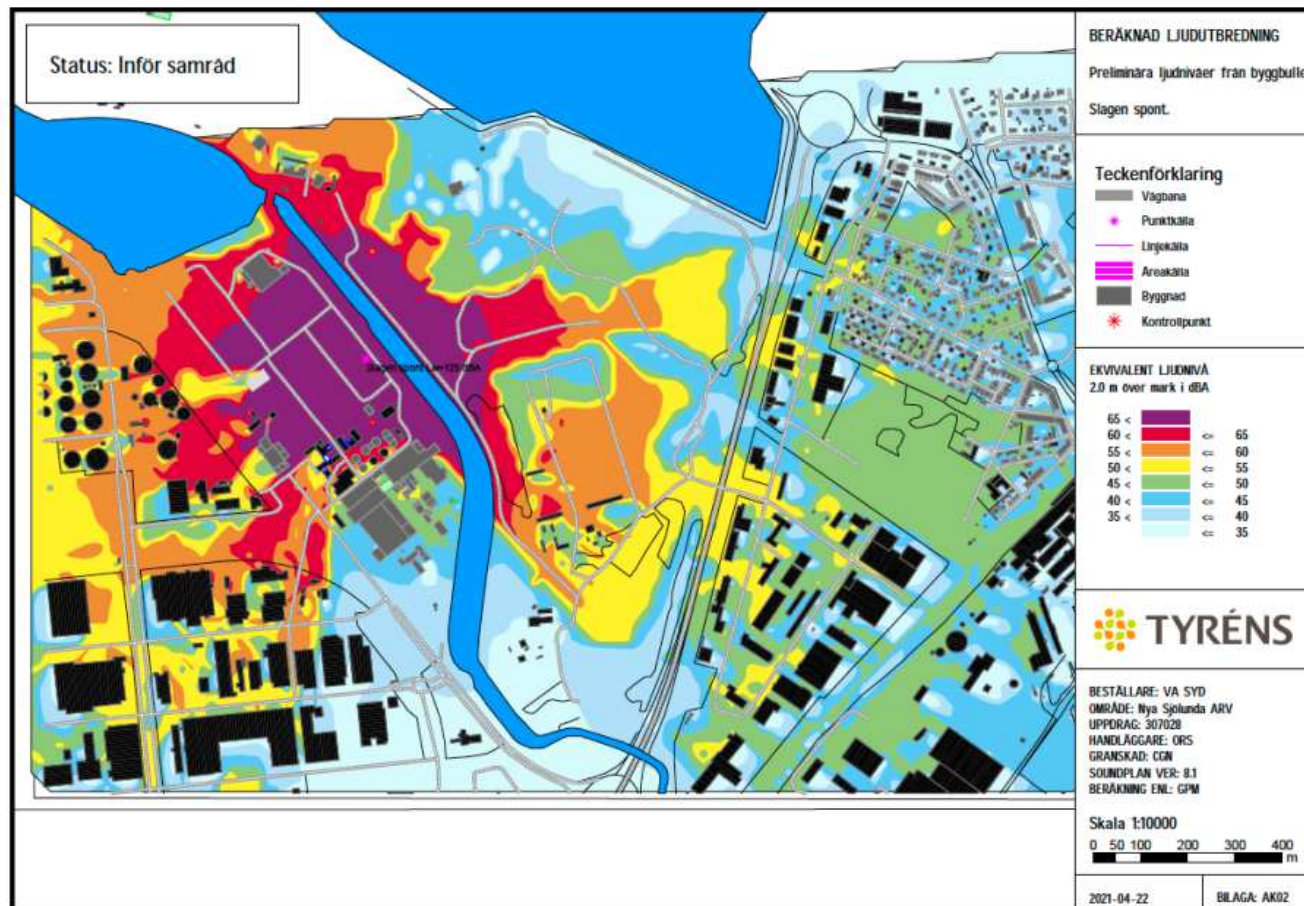 Status: Inför samråd
Slagen spont
BERÄKNAD LJUDUTBREDNING
Preliminära ljudnivåer från byggbulle
Slagen spont.
Teckenförklaring
Vägbana
Punktkälla
Linjekälla
Areakälla
Byggnad
Kontrollpunkt
EKVIVALENT LJUDNIVÅ
2.0 m över mark i dBA
65 <
60 < <= 65
55 < <= 60
50 < <= 55
45 < <= 50
40 < <= 45
35 < <= 40
<= 35
TYRÉNS
BESTÄLLARE: VA SYD
OMRÅDE: Nya Sjölunda ARV
UPPDRAG: 307028
HANDLÄGGARE: ORS
GRANSKAD: CGN
SOUNDPLAN VER: 8.1
BERÄKNING ENL: GPM
Skala 1:10000
0 50 100 200 300 400
m
2021-04-22
BILAGA: AK02